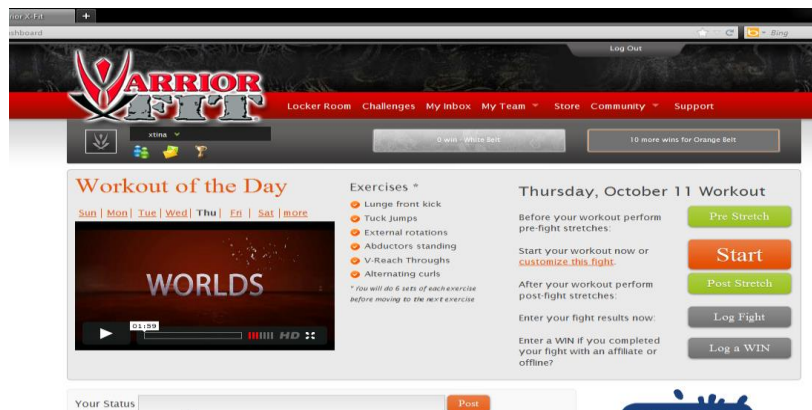 rior X-Fit
+
shboard
Bing
Log Out
WARRIOR
FIT
Locker Room Challenges My Inbox My Team Store Community Support
xtina
0 win - White Belt
10 more wins for Orange Belt
Workout of the Day
Sun | Mon | Tue | Wed | Thu | Fri | Sat | more
WORLDS
01:59
HD
Exercises *
Lunge front kick
Tuck Jumps
External rotations
Abductors standing
V-Reach Throughs
Alternating curls
* You will do 6 sets of each exercise
before moving to the next exercise
Thursday, October 11 Workout
Before your workout perform
pre-fight stretches:
Pre Stretch
Start your workout now or
customize this fight.
Start
After your workout perform
post-fight stretches:
Post Stretch
Enter your fight results now:
Log Fight
Enter a WIN if you completed
your fight with an affiliate or
offline?
Log a WIN
Your Status
Post